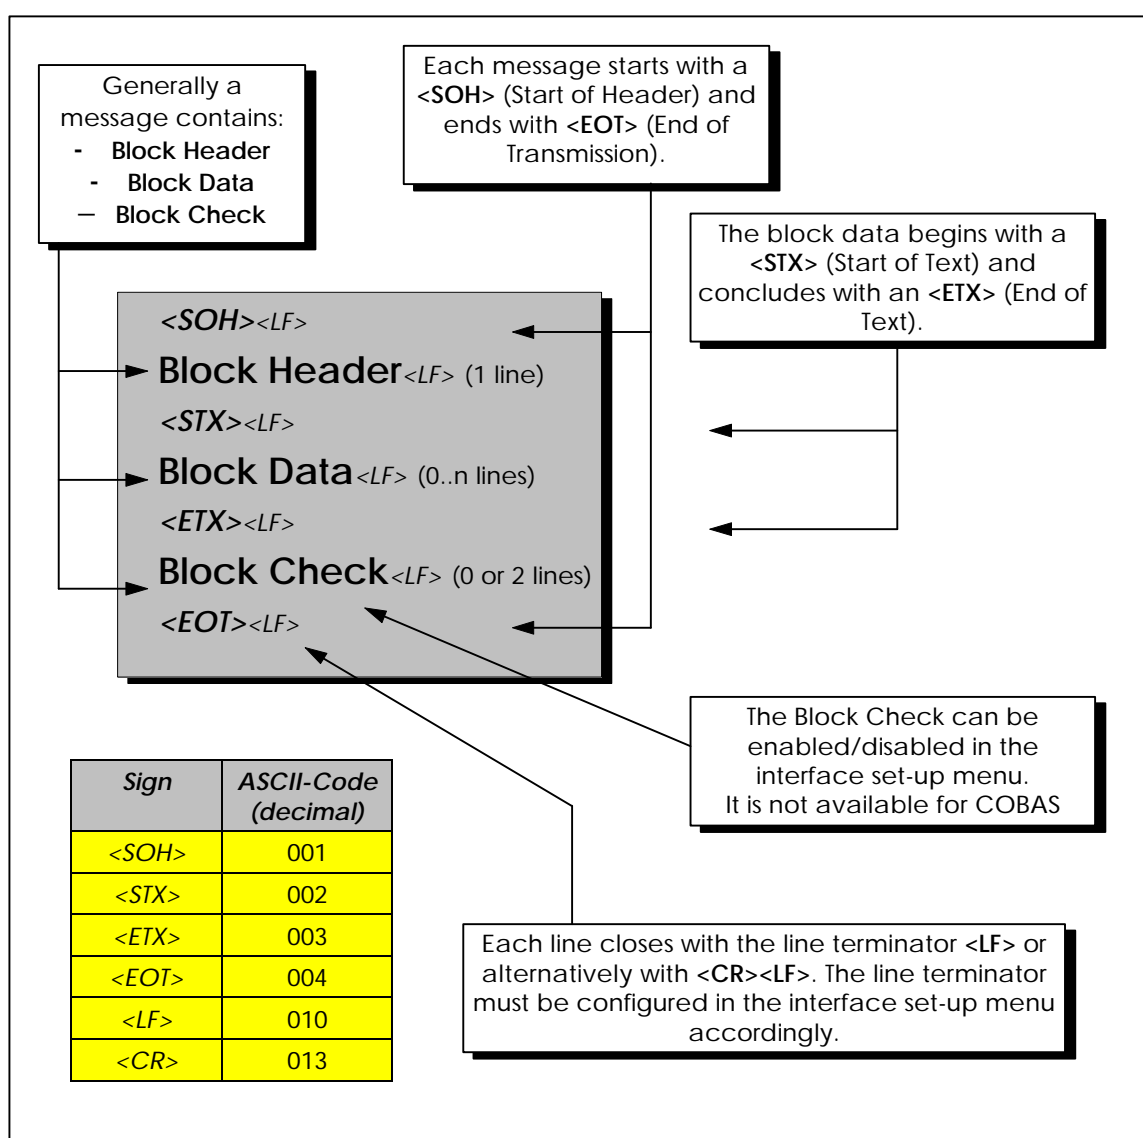 Generally a
message contains:
- Block Header
- Block Data
– Block Check
Each message starts with a
<SOH> (Start of Header) and
ends with <EOT> (End of
Transmission).
The block data begins with a
<STX> (Start of Text) and
concludes with an <ETX> (End of
Text).
<SOH><LF>
Block Header<LF> (1 line)
<STX><LF>
Block Data<LF> (0..n lines)
<ETX><LF>
Block Check<LF> (0 or 2 lines)
<EOT><LF>
The Block Check can be
enabled/disabled in the
interface set-up menu.
It is not available for COBAS
Sign ASCII-Code
(decimal)
<SOH> 001
<STX> 002
<ETX> 003
<EOT> 004
<LF> 010
<CR> 013
Each line closes with the line terminator <LF> or
alternatively with <CR><LF>. The line terminator
must be configured in the interface set-up menu
accordingly.